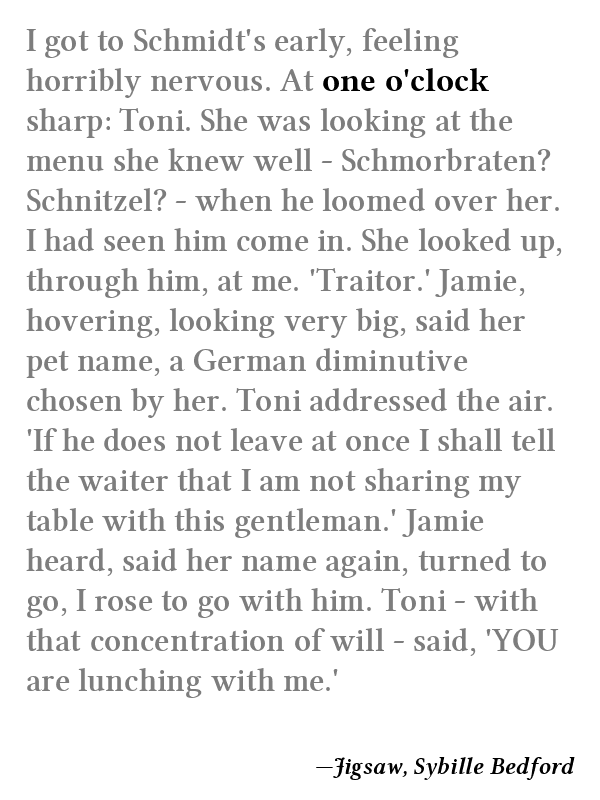 I got to Schmidt's early, feeling
horribly nervous. At one o'clock
sharp: Toni. She was looking at the
menu she knew well - Schmorbraten?
Schnitzel? - when he loomed over her.
I had seen him come in. She looked up,
through him, at me. 'Traitor.' Jamie,
hovering, looking very big, said her
pet name, a German diminutive
chosen by her. Toni addressed the air.
'If he does not leave at once I shall tell
the waiter that I am not sharing my
table with this gentleman.' Jamie
heard, said her name again, turned to
go, I rose to go with him. Toni - with
that concentration of will - said, 'YOU
are lunching with me.'
—Jigsaw, Sybille Bedford